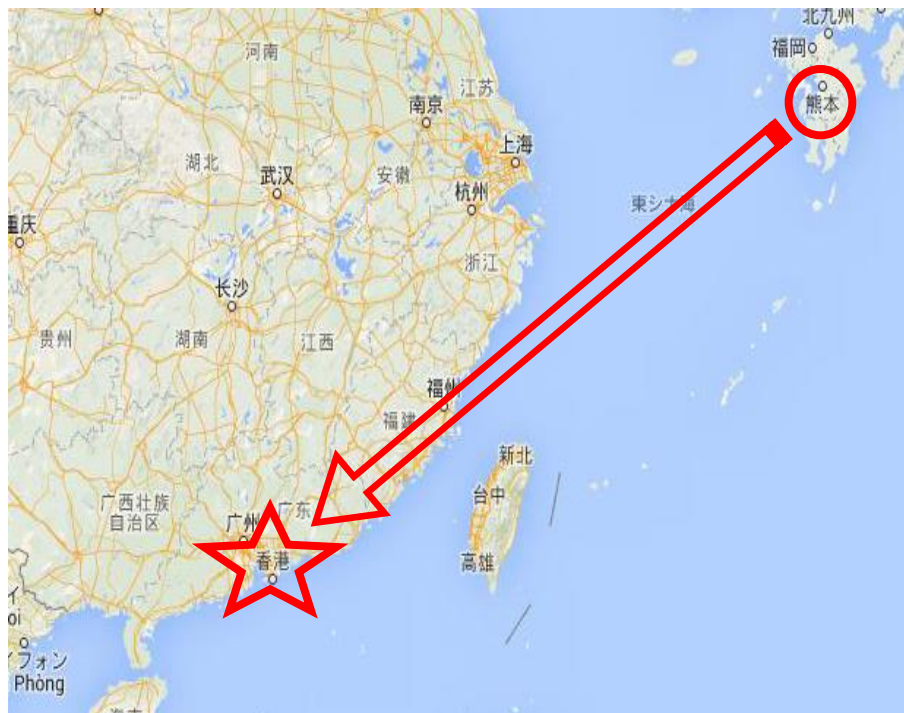 北九州
福岡
熊本
河南
江苏
南京
上海
湖北
武汉
安徽
杭州
東シナ海
重庆
浙江
长沙
贵州
湖南
江西
福州
福建
新北
台中
广西壮族
自治区
广东
广州
香港
高雄
イ
oi
イフォン
Phòng